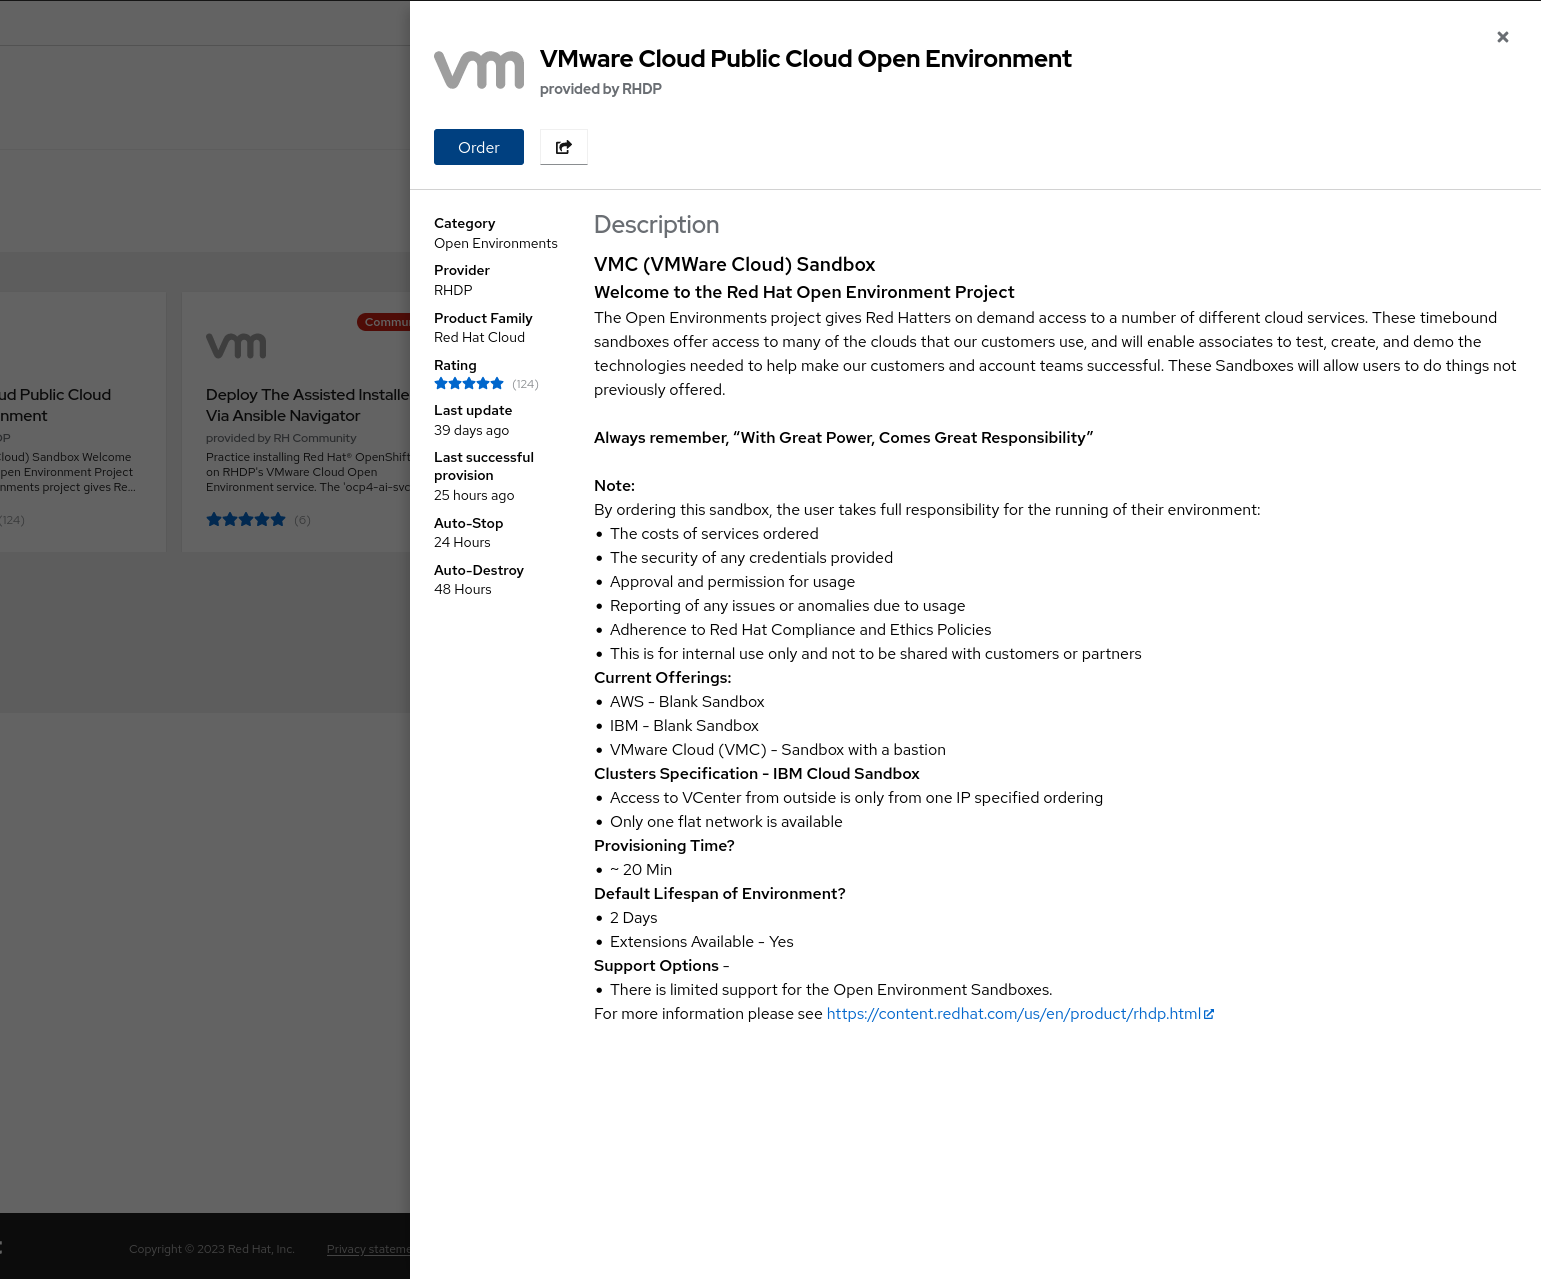 vm
VMware Cloud Public Cloud Open Environment
provided by RHDP
Order
Category
Open Environments
Provider
RHDP
Product Family
Red Hat Cloud
Rating
(124)
Last update
39 days ago
Last successful
provision
25 hours ago
Auto-Stop
24 Hours
Auto-Destroy
48 Hours
Description
VMC (VMWare Cloud) Sandbox
Welcome to the Red Hat Open Environment Project
The Open Environments project gives Red Hatters on demand access to a number of different cloud services. These timebound
sandboxes offer access to many of the clouds that our customers use, and will enable associates to test, create, and demo the
technologies needed to help make our customers and account teams successful. These Sandboxes will allow users to do things not
previously offered.
Always remember, “With Great Power, Comes Great Responsibility”
Note:
By ordering this sandbox, the user takes full responsibility for the running of their environment:
• The costs of services ordered
• The security of any credentials provided
• Approval and permission for usage
• Reporting of any issues or anomalies due to usage
• Adherence to Red Hat Compliance and Ethics Policies
• This is for internal use only and not to be shared with customers or partners
Current Offerings:
• AWS - Blank Sandbox
• IBM - Blank Sandbox
• VMware Cloud (VMC) - Sandbox with a bastion
Clusters Specification - IBM Cloud Sandbox
• Access to VCenter from outside is only from one IP specified ordering
• Only one flat network is available
Provisioning Time?
• ~ 20 Min
Default Lifespan of Environment?
• 2 Days
• Extensions Available - Yes
Support Options -
• There is limited support for the Open Environment Sandboxes.
For more information please see https://content.redhat.com/us/en/product/rhdp.html
Public Cloud
Cloud) Sandbox Welcome
Environment Project
project gives Re...
(124)
vm
Deploy The Assisted
Via Ansible Navigator
provided by RH Community
Practice installing Red Hat® OpenShift
on RHDP's VMware Cloud Open
Environment service. The
(6)
Copyright © 2023 Red Hat, Inc.
Privacy